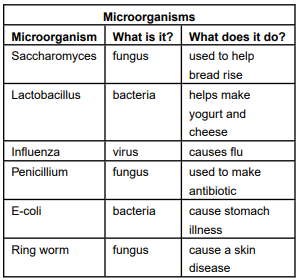 Microorganisms
Microorganism What is it? What does it do?
Saccharomyces fungus used to help
bread rise
Lactobacillus bacteria helps make
yogurt and
cheese
Influenza virus causes flu
Penicillium fungus used to make
antibiotic
E-coli bacteria cause stomach
illness
Ring worm fungus cause a skin
disease